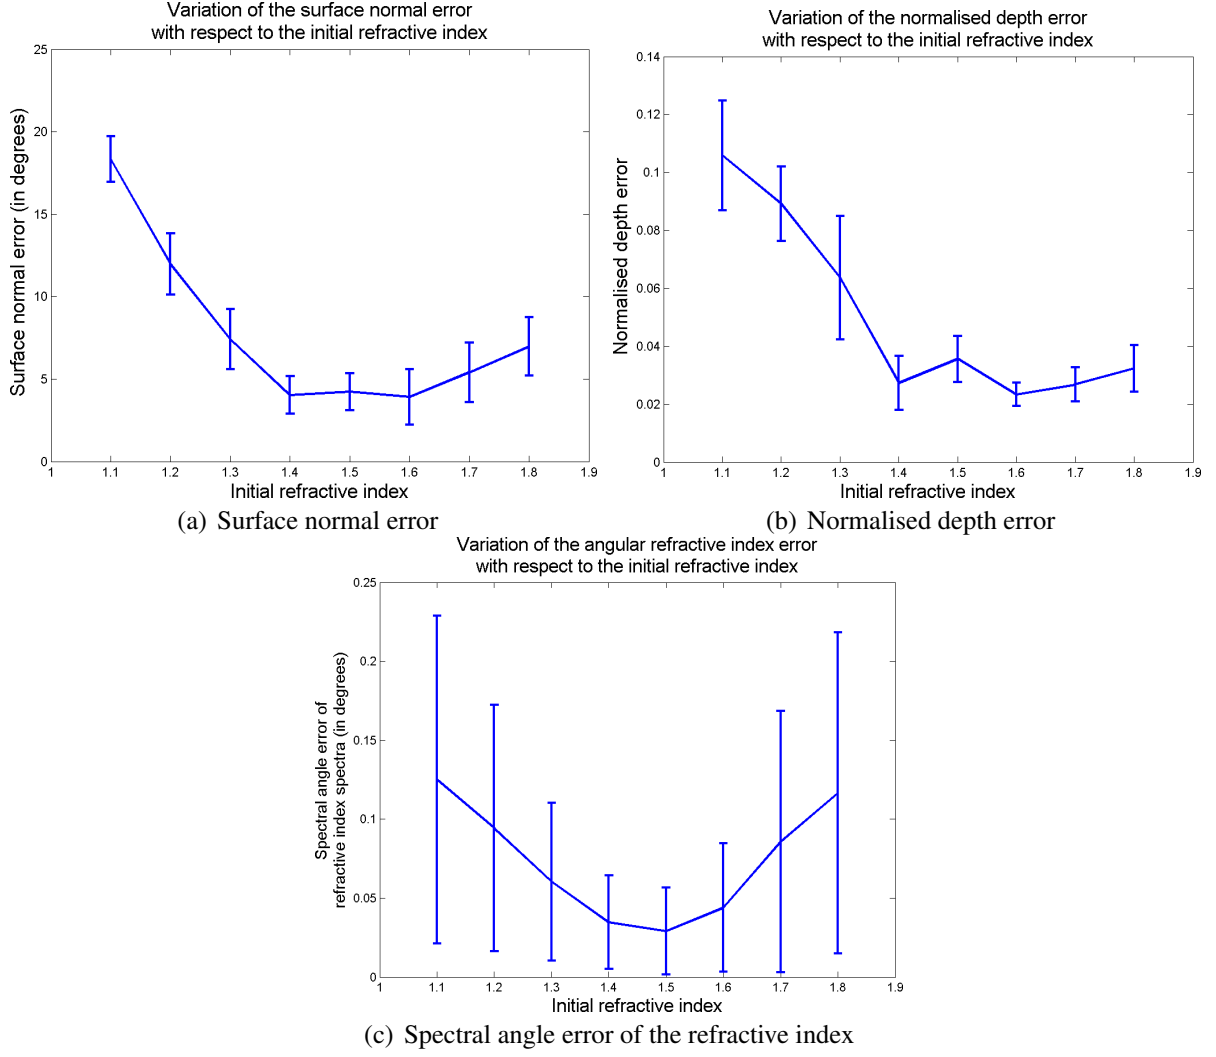 Variation of the surface normal error
with respect to the initial refractive index
Surface normal error (in degrees)
25
20
15
10
5
0
1 1.1 1.2 1.3 1.4 1.5 1.6 1.7 1.8 1.9
Initial refractive index
(a) Surface normal error
Variation of the normalised depth error
with respect to the initial refractive index
Normalised depth error
0.14
0.12
0.1
0.08
0.06
0.04
0.02
0
1 1.1 1.2 1.3 1.4 1.5 1.6 1.7 1.8 1.9
Initial refractive index
(b) Normalised depth error
Variation of the angular refractive index error
with respect to the initial refractive index
Spectral angle error of
refractive index spectra (in degrees)
0.25
0.2
0.15
0.1
0.05
0
1 1.1 1.2 1.3 1.4 1.5 1.6 1.7 1.8 1.9
Initial refractive index
(c) Spectral angle error of the refractive index